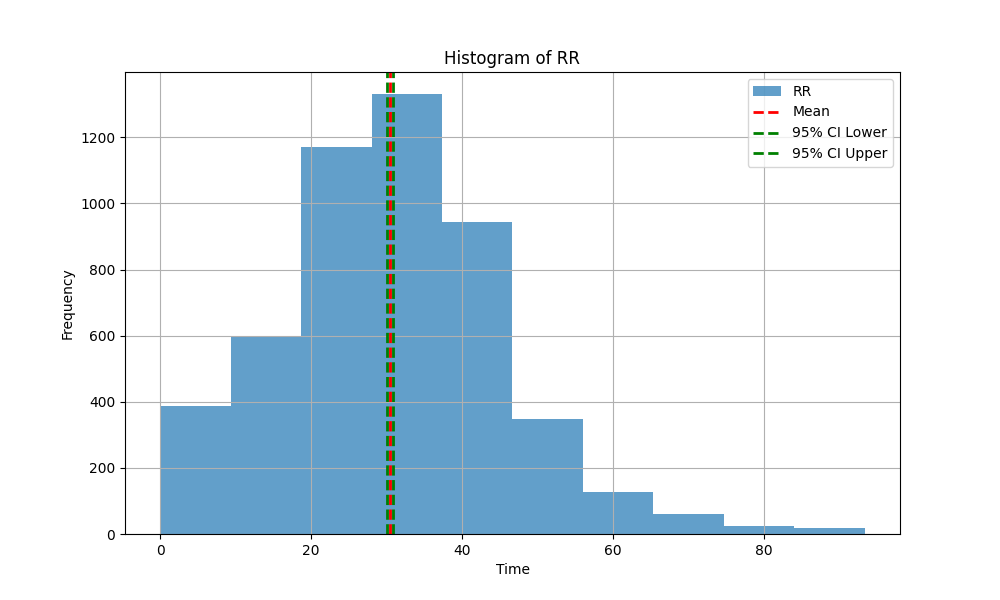 Histogram of RR
RR
Mean
95% CI Lower
95% CI Upper
Frequency
1200
1000
800
600
400
200
0
0 20 40 60 80
Time